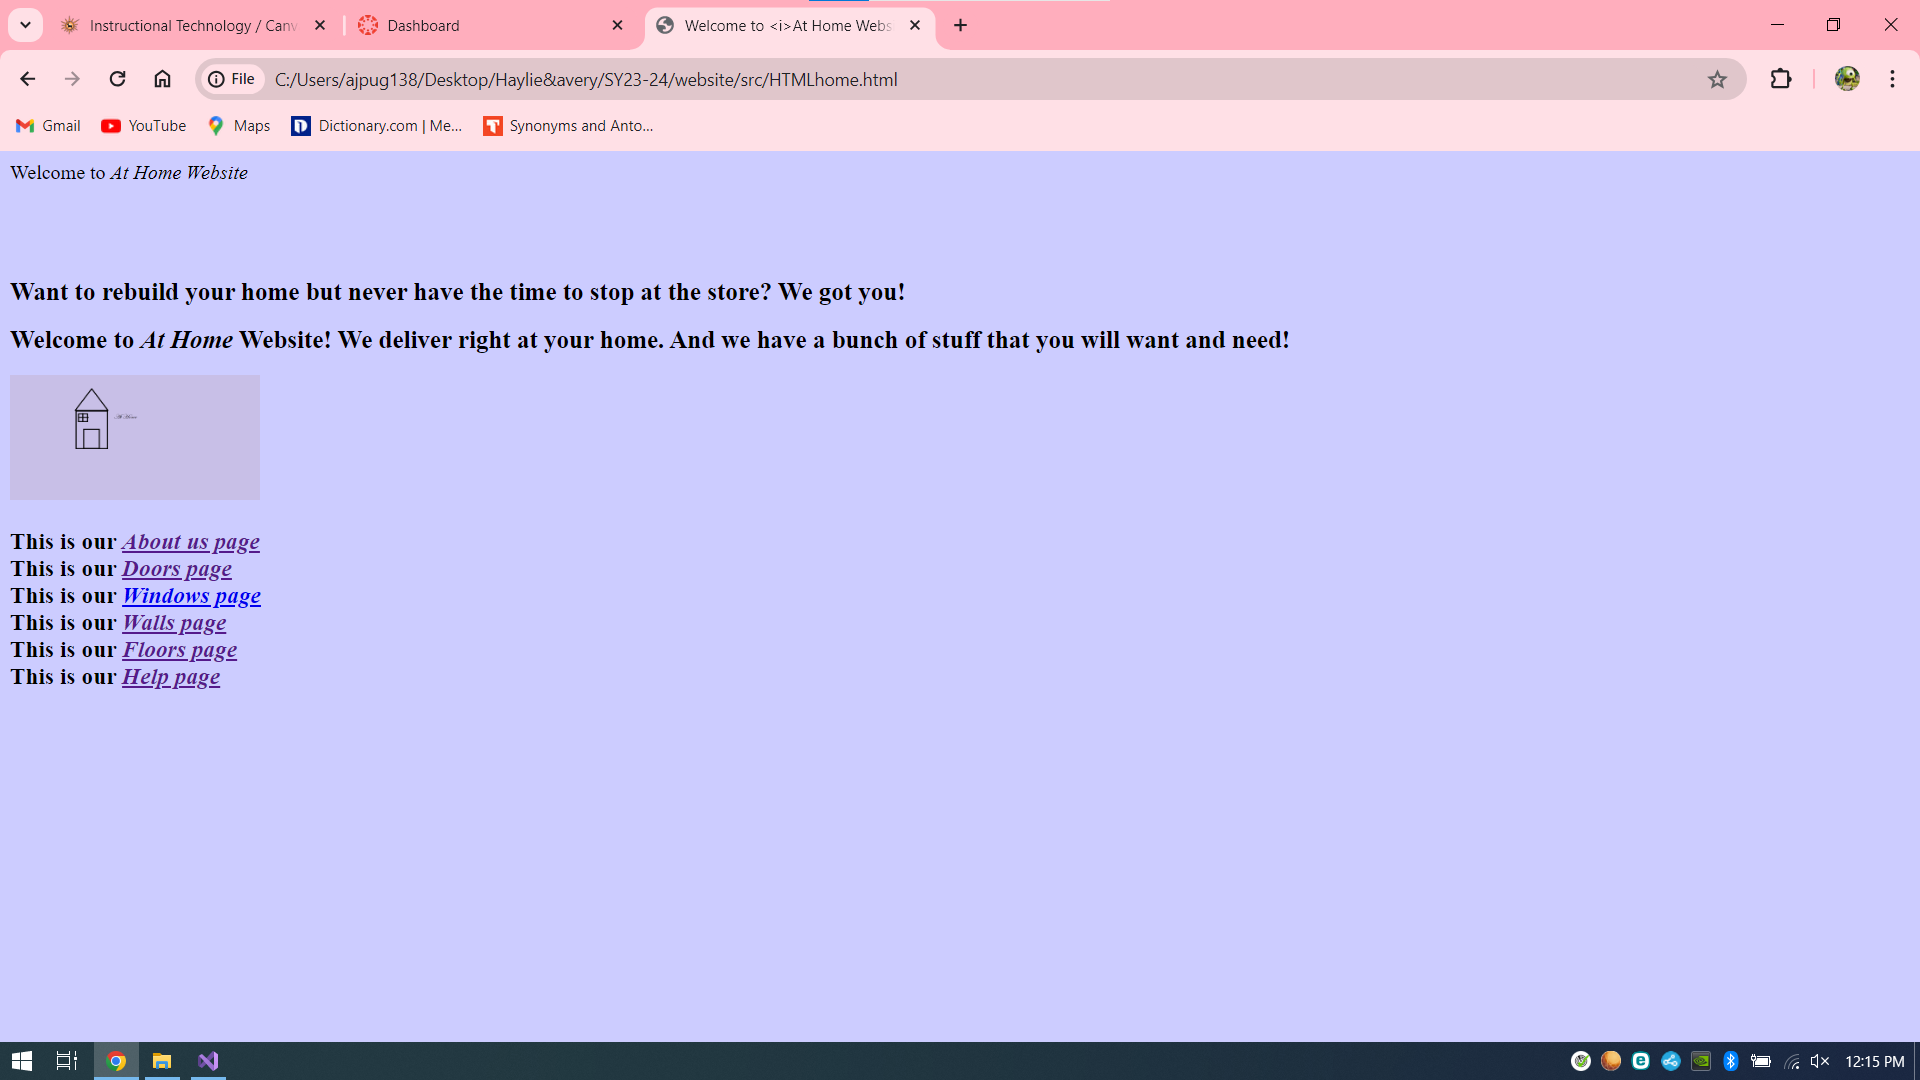 Instructional Technology / Canv
Dashboard
Welcome to <i>At Home Webs
File
C:/Users/ajpug138/Desktop/Haylie&avery/SY23-24/website/src/HTMLhome.html
Gmail
YouTube
Maps
Dictionary.com | Me...
Synonyms and Anto...
Welcome to At Home Website
Want to rebuild your home but never have the time to stop at the store? We got you!
Welcome to At Home Website! We deliver right at your home. And we have a bunch of stuff that you will want and need!
At Home
This is our About us page
This is our Doors page
This is our Windows page
This is our Walls page
This is our Floors page
This is our Help page
12:15 PM